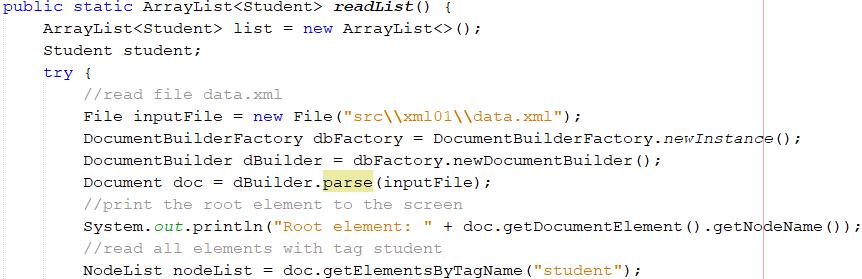 public static ArrayList<Student> readList() {
ArrayList<Student> list = new ArrayList<>();
Student student;
try {
//read file data.xml
File inputFile = new File("src\\xml01\\data.xml");
DocumentBuilderFactory dbFactory = DocumentBuilderFactory.newInstance();
DocumentBuilder dBuilder = dbFactory.newDocumentBuilder();
Document doc = dBuilder.parse(inputFile);
//print the root element to the screen
System.out.println("Root element: " + doc.getDocumentElement().getNodeName());
//read all elements with tag student
NodeList nodeList = doc.getElementsByTagName("student");